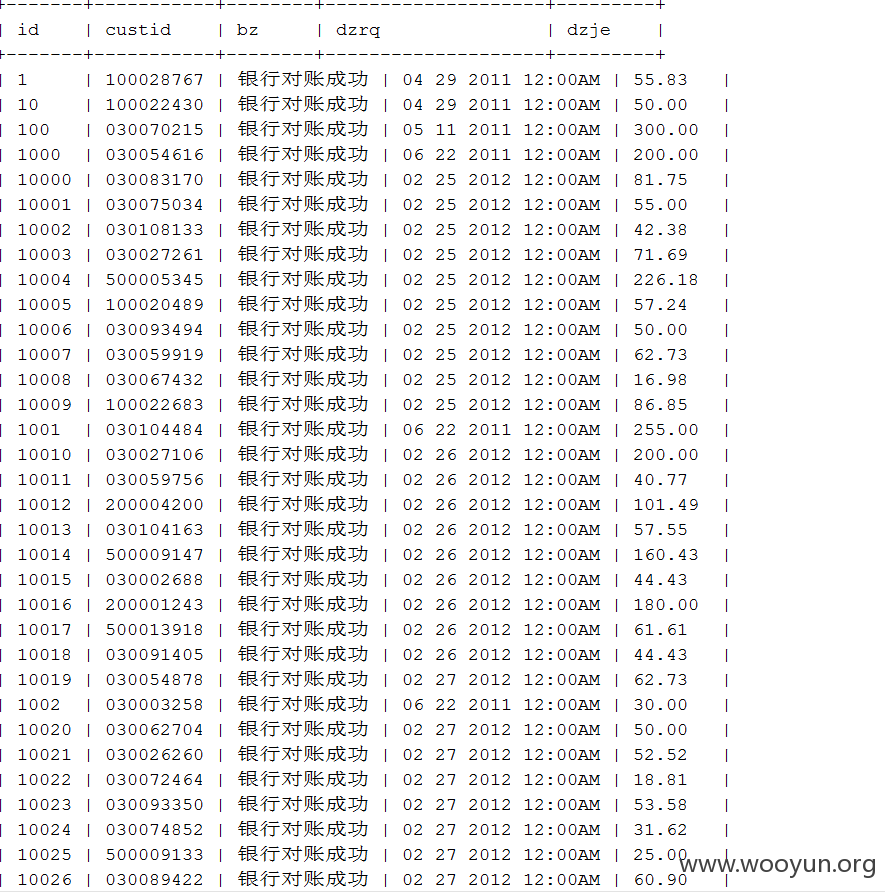 +-------+-----------+--------+---------------------+---------+
| id | custid | bz | dzrq | dzje |
+-------+-----------+--------+---------------------+---------+
| 1 | 100028767 | 银行对账成功 | 04 29 2011 12:00AM | 55.83 |
| 10 | 100022430 | 银行对账成功 | 04 29 2011 12:00AM | 50.00 |
| 100 | 030070215 | 银行对账成功 | 05 11 2011 12:00AM | 300.00 |
| 1000 | 030054616 | 银行对账成功 | 06 22 2011 12:00AM | 200.00 |
| 10000 | 030083170 | 银行对账成功 | 02 25 2012 12:00AM | 81.75 |
| 10001 | 030075034 | 银行对账成功 | 02 25 2012 12:00AM | 55.00 |
| 10002 | 030108133 | 银行对账成功 | 02 25 2012 12:00AM | 42.38 |
| 10003 | 030027261 | 银行对账成功 | 02 25 2012 12:00AM | 71.69 |
| 10004 | 500005345 | 银行对账成功 | 02 25 2012 12:00AM | 226.18 |
| 10005 | 100020489 | 银行对账成功 | 02 25 2012 12:00AM | 57.24 |
| 10006 | 030093494 | 银行对账成功 | 02 25 2012 12:00AM | 50.00 |
| 10007 | 030059919 | 银行对账成功 | 02 25 2012 12:00AM | 62.73 |
| 10008 | 030067432 | 银行对账成功 | 02 25 2012 12:00AM | 16.98 |
| 10009 | 100022683 | 银行对账成功 | 02 25 2012 12:00AM | 86.85 |
| 1001 | 030104484 | 银行对账成功 | 06 22 2011 12:00AM | 255.00 |
| 10010 | 030027106 | 银行对账成功 | 02 26 2012 12:00AM | 200.00 |
| 10011 | 030059756 | 银行对账成功 | 02 26 2012 12:00AM | 40.77 |
| 10012 | 200004200 | 银行对账成功 | 02 26 2012 12:00AM | 101.49 |
| 10013 | 030104163 | 银行对账成功 | 02 26 2012 12:00AM | 57.55 |
| 10014 | 500009147 | 银行对账成功 | 02 26 2012 12:00AM | 160.43 |
| 10015 | 030002688 | 银行对账成功 | 02 26 2012 12:00AM | 44.43 |
| 10016 | 200001243 | 银行对账成功 | 02 26 2012 12:00AM | 180.00 |
| 10017 | 500013918 | 银行对账成功 | 02 26 2012 12:00AM | 61.61 |
| 10018 | 030091405 | 银行对账成功 | 02 26 2012 12:00AM | 44.43 |
| 10019 | 030054878 | 银行对账成功 | 02 27 2012 12:00AM | 62.73 |
| 1002 | 030003258 | 银行对账成功 | 06 22 2011 12:00AM | 30.00 |
| 10020 | 030062704 | 银行对账成功 | 02 27 2012 12:00AM | 50.00 |
| 10021 | 030026260 | 银行对账成功 | 02 27 2012 12:00AM | 52.52 |
| 10022 | 030072464 | 银行对账成功 | 02 27 2012 12:00AM | 18.81 |
| 10023 | 030093350 | 银行对账成功 | 02 27 2012 12:00AM | 53.58 |
| 10024 | 030074852 | 银行对账成功 | 02 27 2012 12:00AM | 31.62 |
| 10025 | 500009133 | 银行对账成功 | 02 27 2012 12:00AM | 25.00 |
| 10026 | 030089422 | 银行对账成功 | 02 27 2012 12:00AM | 60.90 |
www.wooyun.org